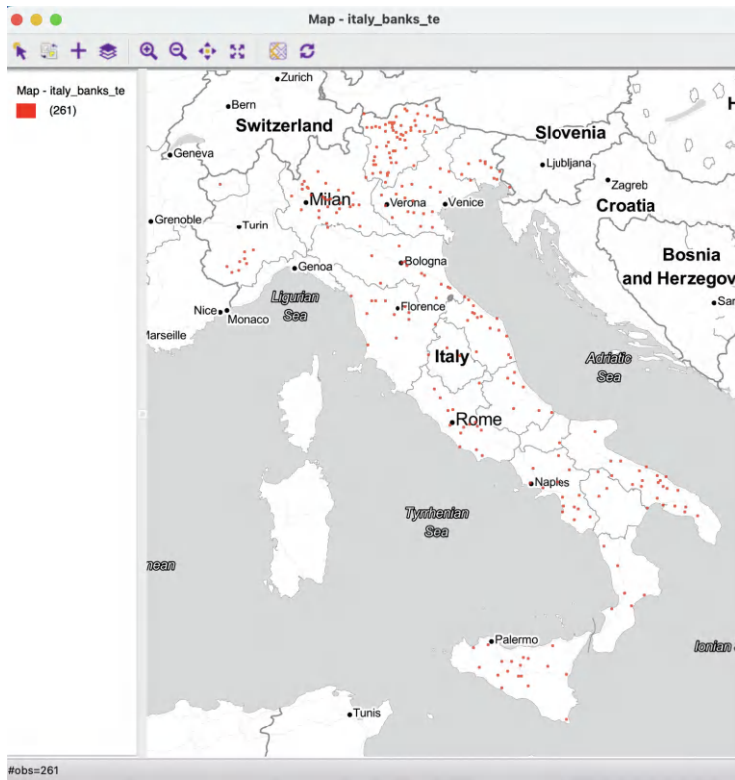 Map - italy_banks_te
Map - italy_banks_te
(261)
Zurich
Bern
Switzerland
Slovenia
H
Geneva
Ljubljana
Zagreb
Milan
Verona
Venice
Croatia
Grenoble
Turin
Bosnia
and Herzegov
Genoa
Bologna
Ligurian
Sea
Florence
Nice
Monaco
Sar
Marseille
Italy
Adriatic
Sea
Rome
Naples
Tyrrhenian
Sea
nean
Palermo
Ionian
Tunis
#obs=261